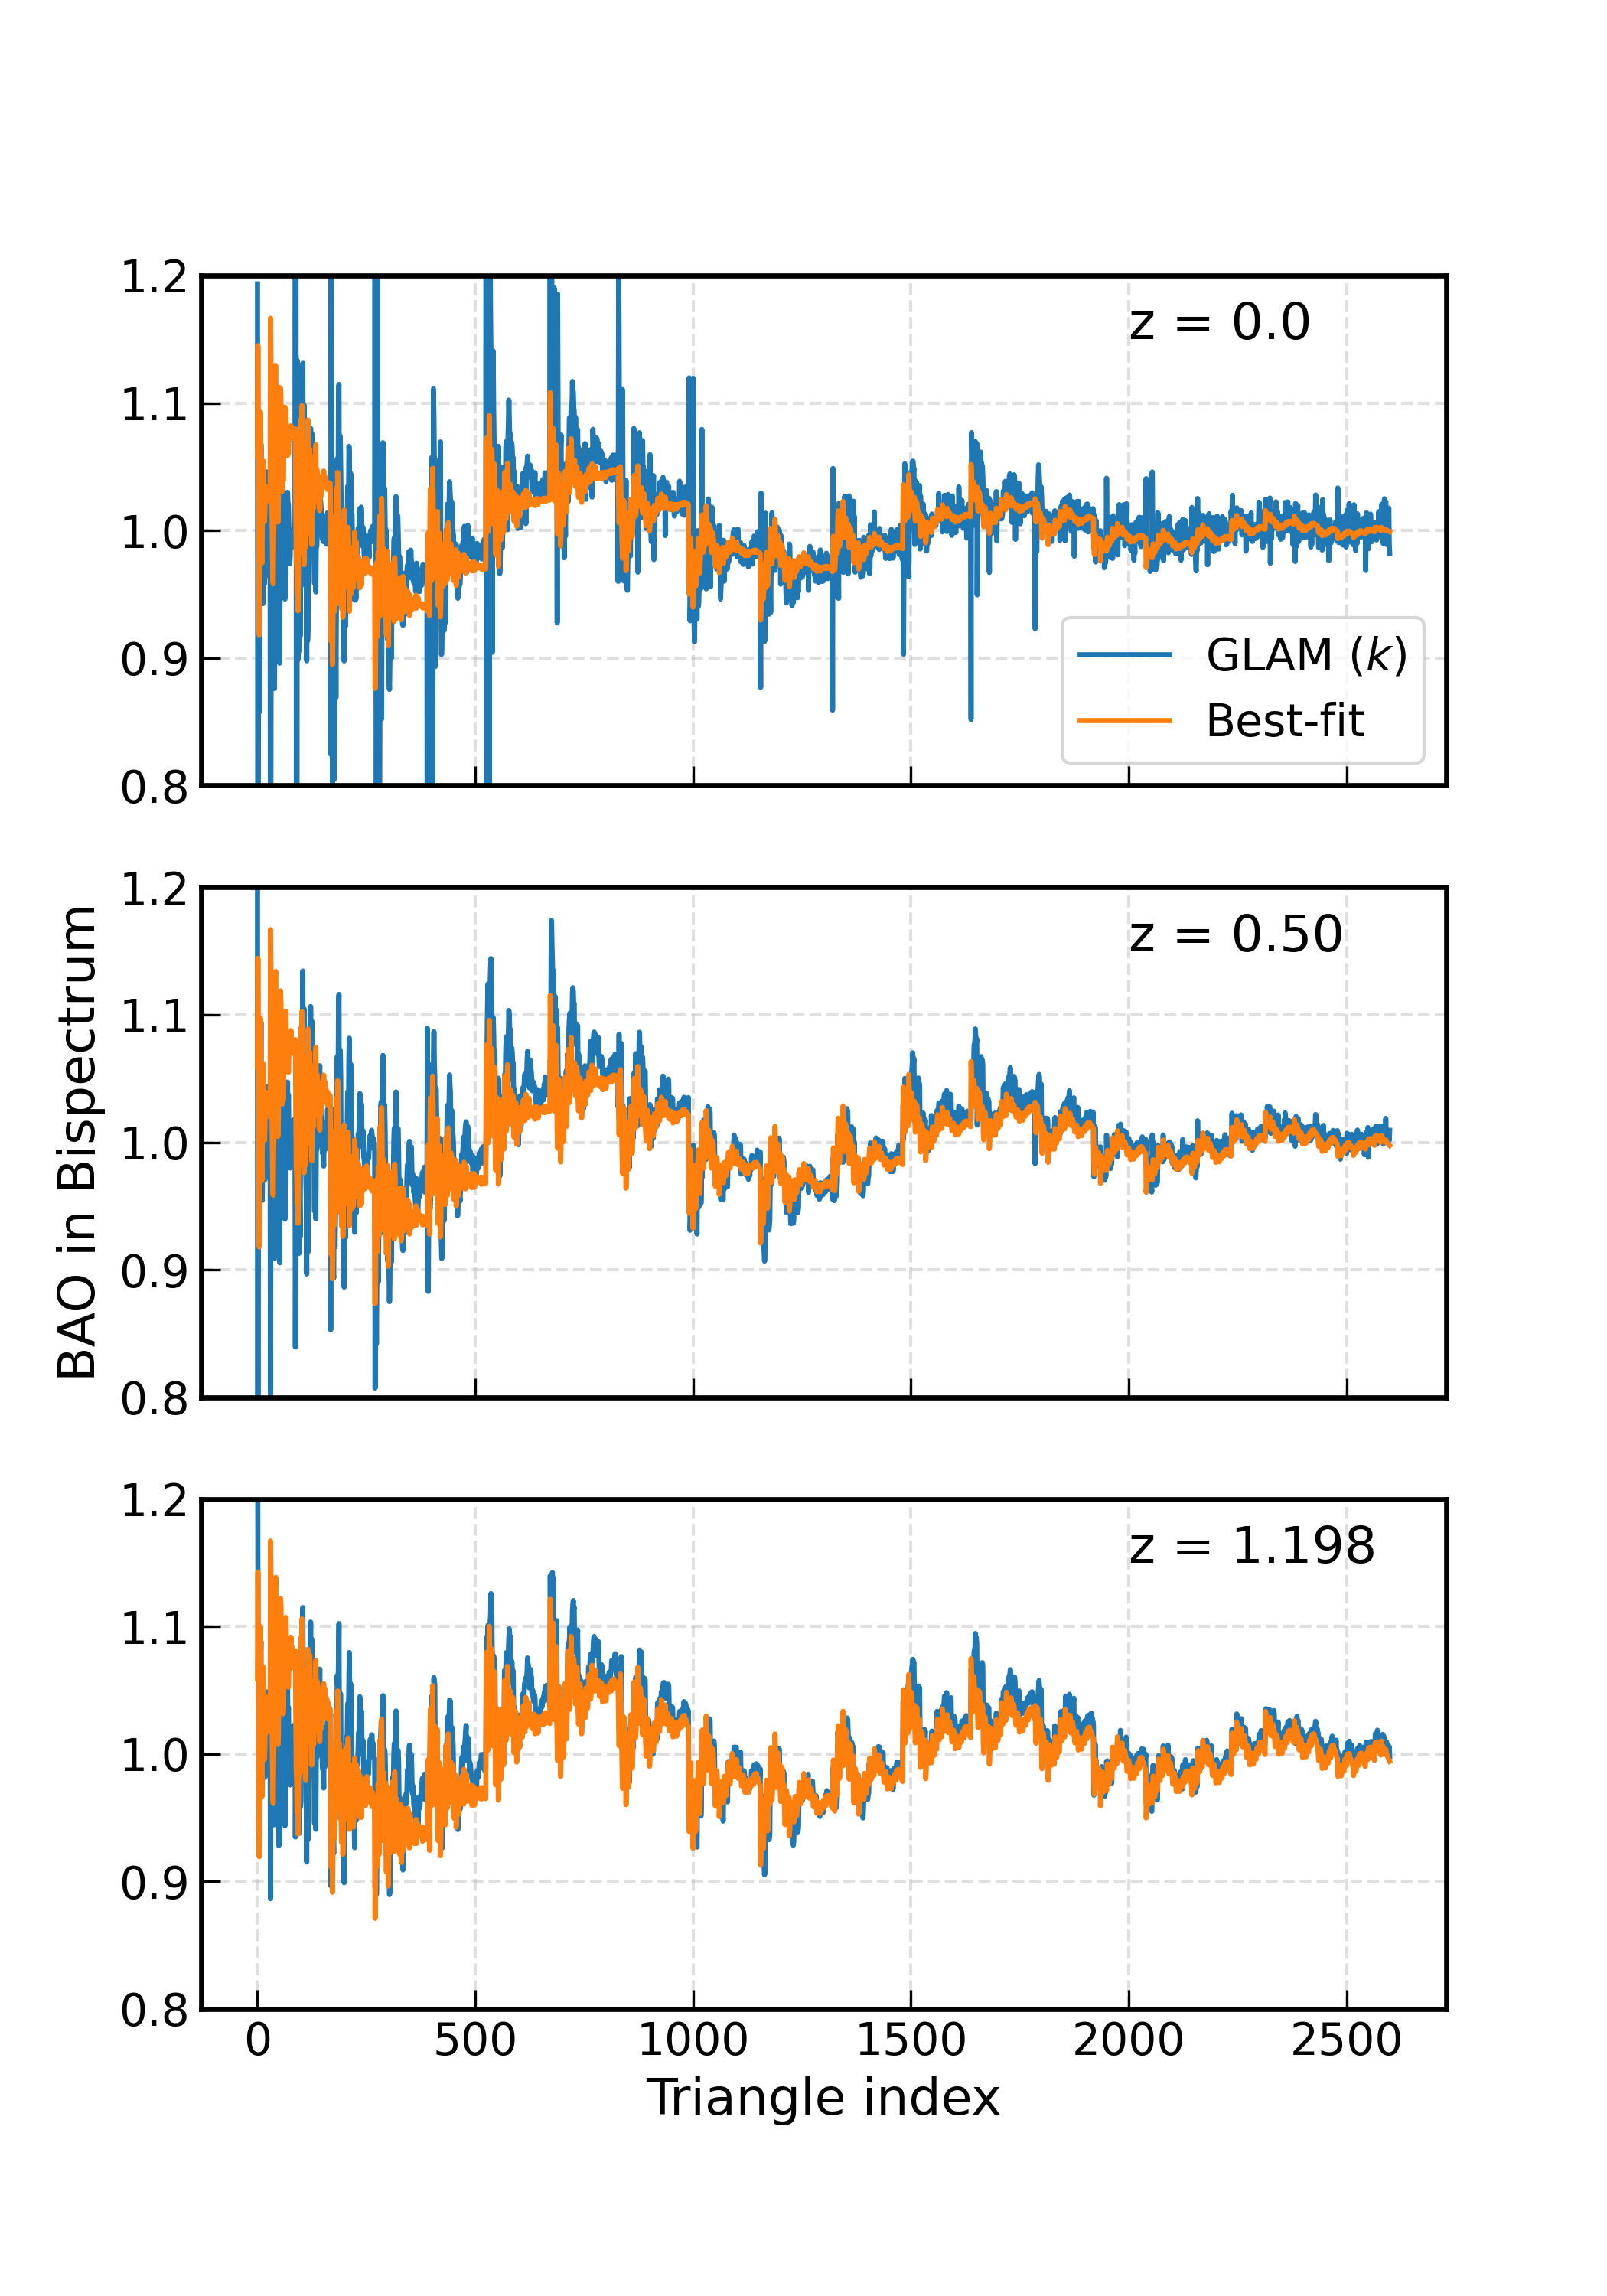 1.2
z = 0.0
1.1
1.0
0.9
GLAM (k)
Best-fit
0.8
BAO in Bispectrum
1.2
z = 0.50
1.1
1.0
0.9
0.8
1.2
z = 1.198
1.1
1.0
0.9
0.8
0 500 1000 1500 2000 2500
Triangle index